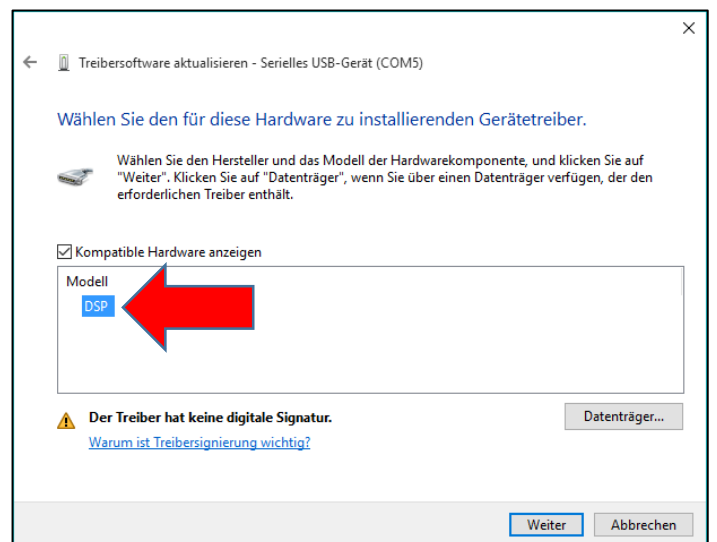 Treibersoftware aktualisieren - Serielles USB-Gerät (COM5)
Wählen Sie den für diese Hardware zu installierenden Gerätetreiber.
Wählen Sie den Hersteller und das Modell der Hardwarekomponente, und klicken Sie auf
"Weiter". Klicken Sie auf "Datenträger", wenn Sie über einen Datenträger verfügen, der den
erforderlichen Treiber enthält.
Kompatible Hardware anzeigen
Modell
DSP
Der Treiber hat keine digitale Signatur.
Datenträger...
Warum ist Treibersignierung wichtig?
Weiter
Abbrechen